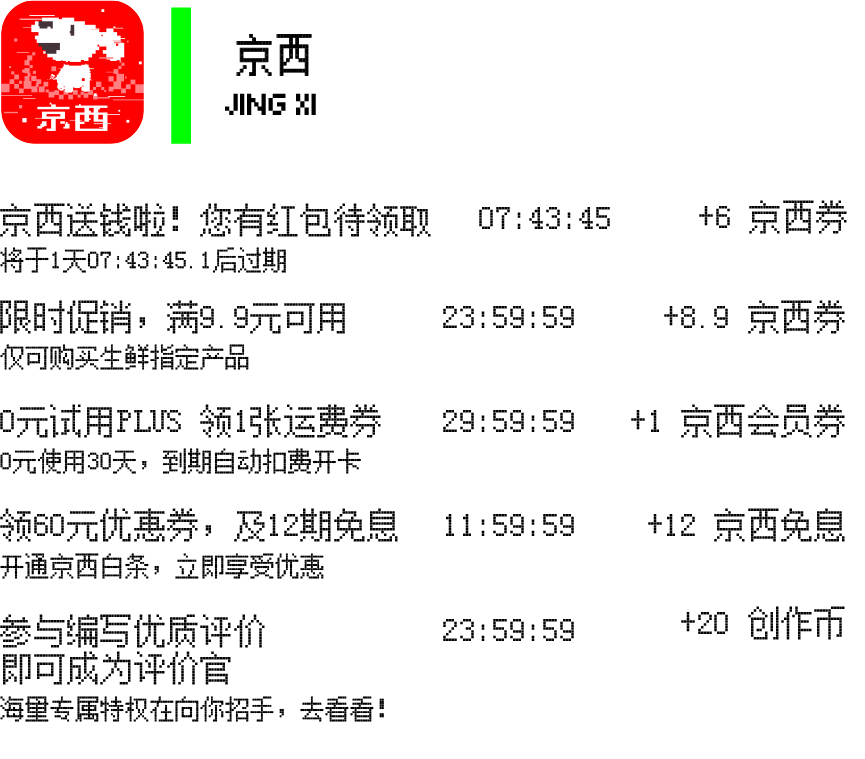 京西
京西
JING XI
京西送钱啦！您有红包待领取 07:43:45 +6 京西券
将于1天07:43:45.1后过期
限时促销，满9.9元可用 23:59:59 +8.9 京西券
仅可购买生鲜指定产品
0元试用PLUS 领1张运费券 29:59:59 +1 京西会员券
0元使用30天，到期自动扣费开卡
领60元优惠券，及12期免息 11:59:59 +12 京西免息
开通京西白条，立即享受优惠
参与编写优质评价 23:59:59 +20 创作币
即可成为评价官
海量专属特权在向你招手，去看看！